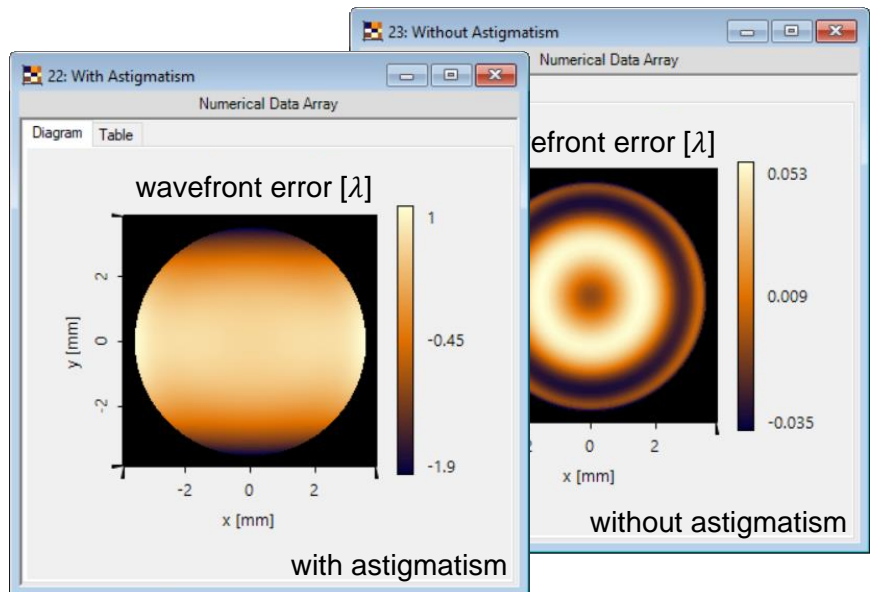 23: Without Astigmatism
Numerical Data Array
efront error [λ]
0.053
0.009
-0.035
0
2
x [mm]
without astigmatism
22: With Astigmatism
Numerical Data Array
Diagram Table
wavefront error [λ]
1
-0.45
-1.9
2
0
-2
y [mm]
-2 0 2
x [mm]
with astigmatism